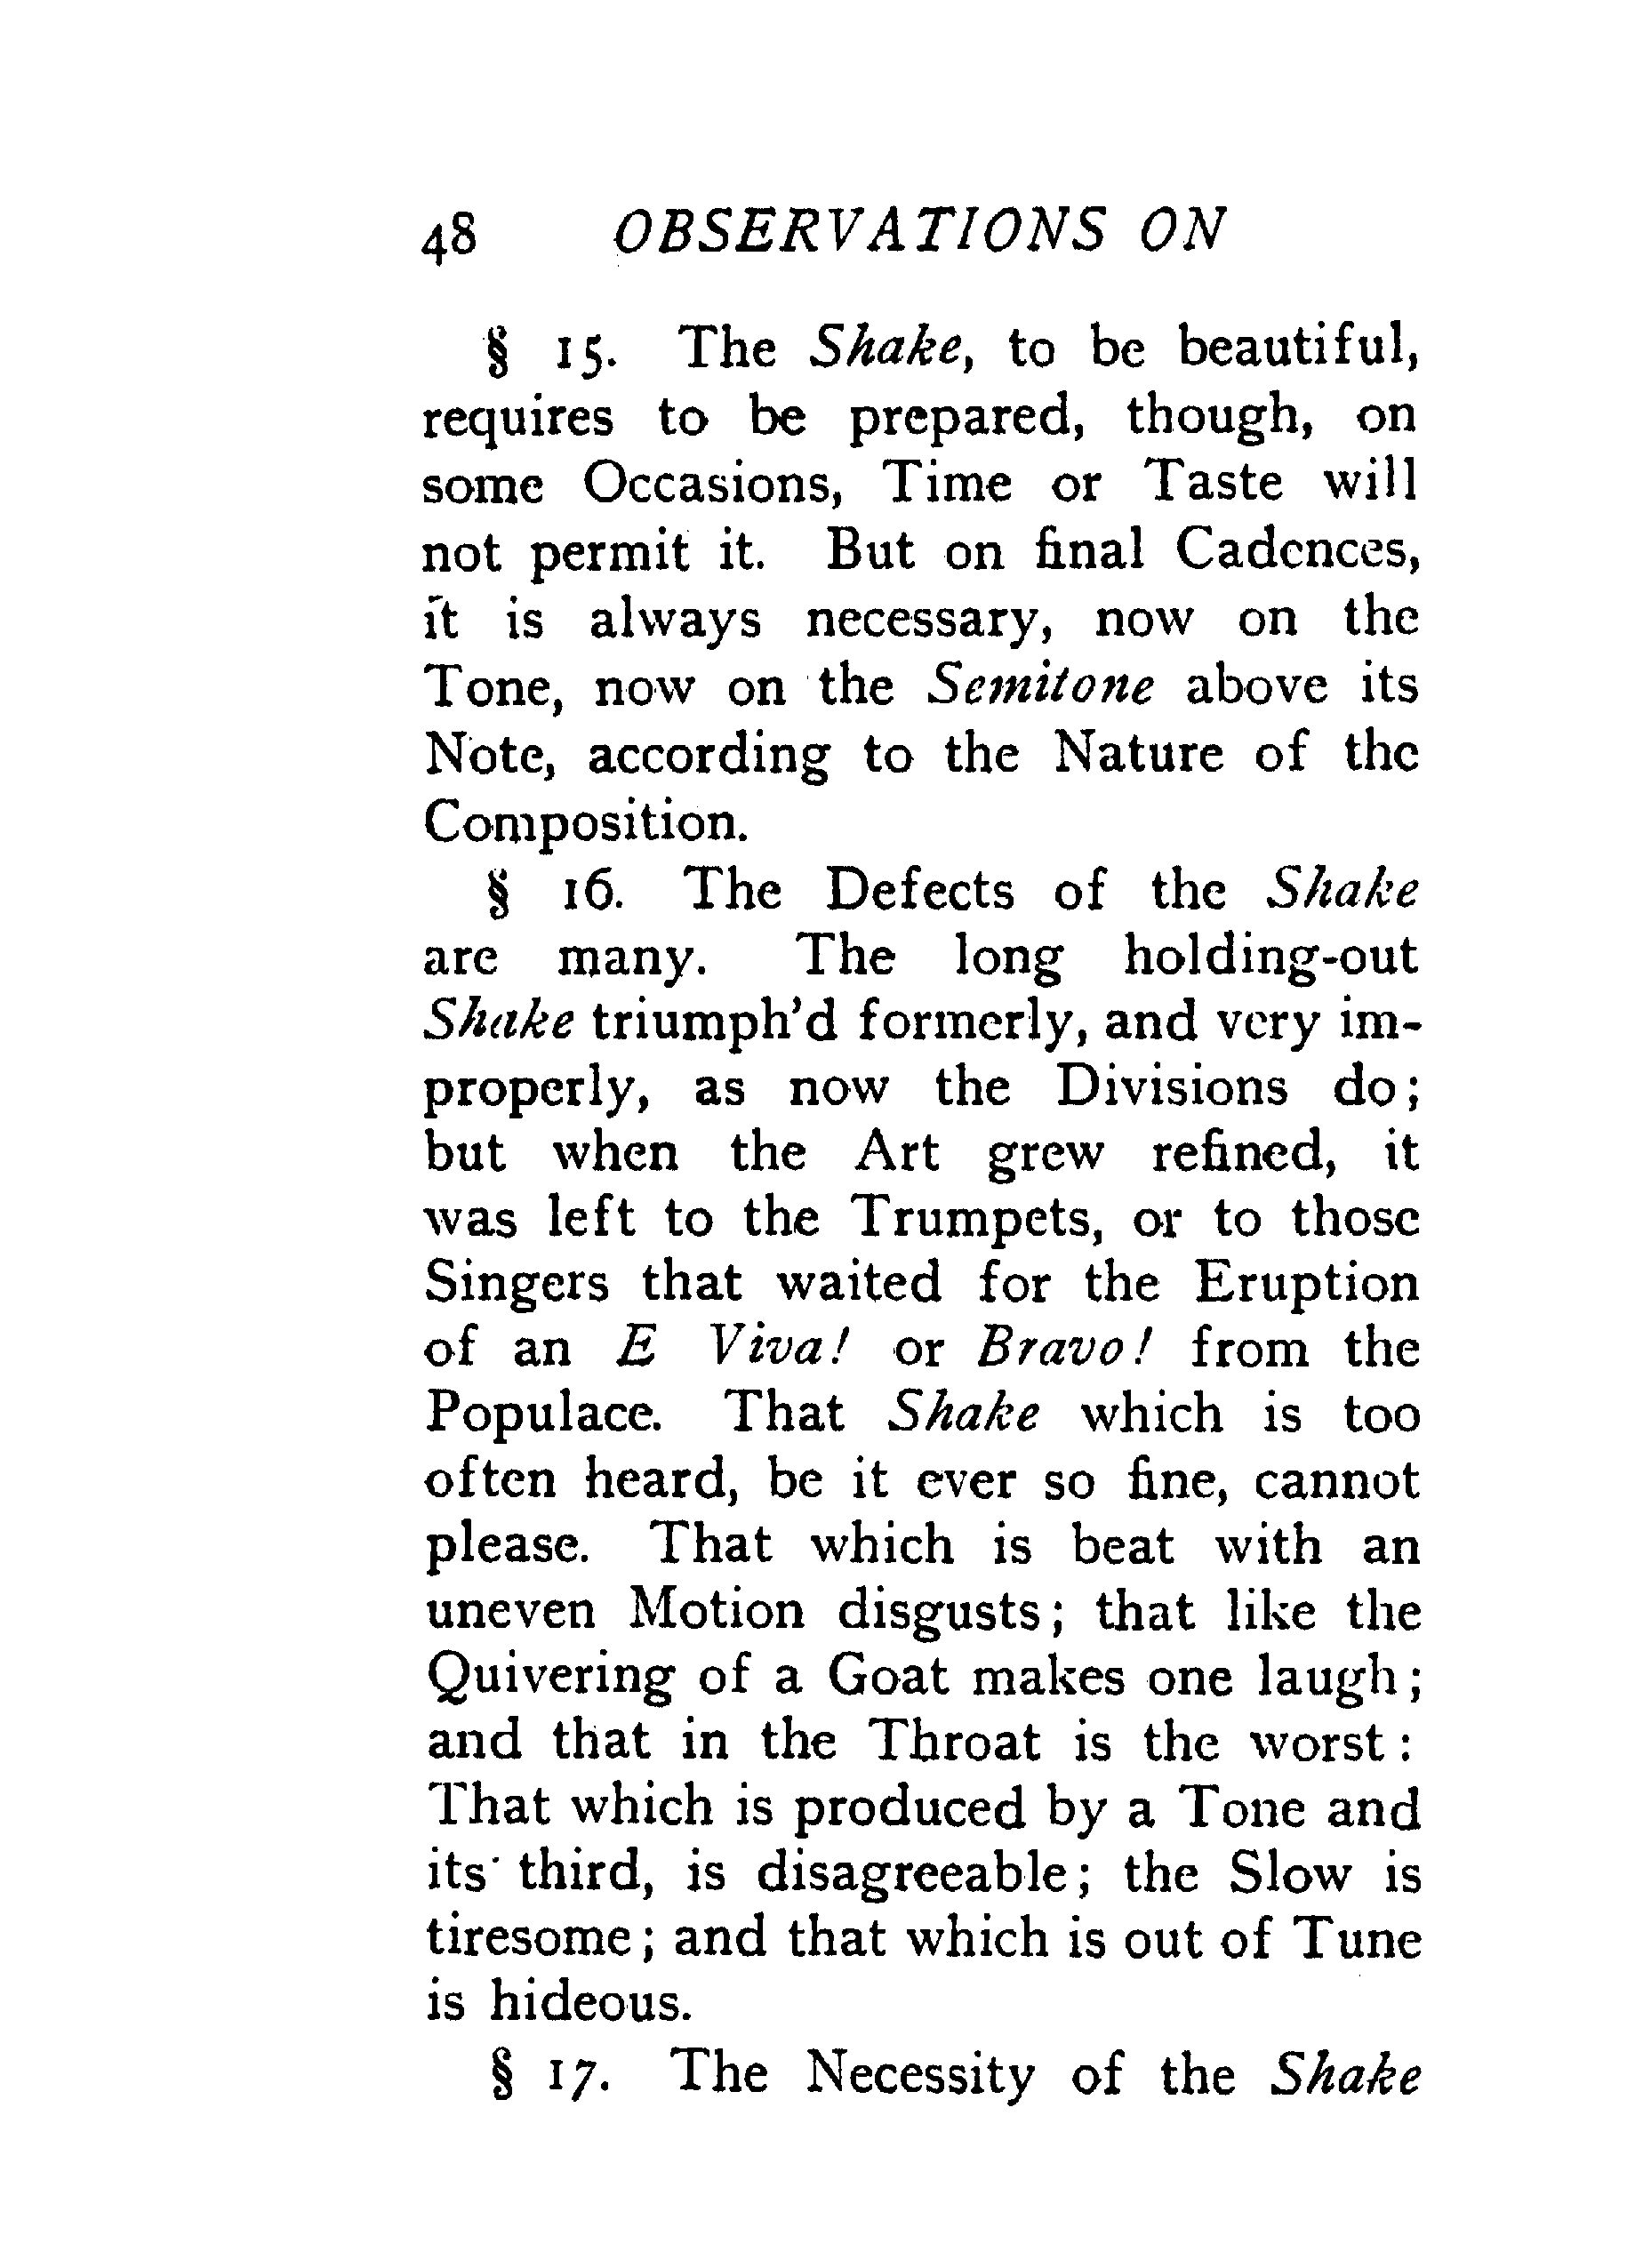 48 OBSERVATIONS ON
§ 15. The Shake, to be beautiful,
requires to be prepared, though, on
some Occasions, Time or Taste will
not permit it. But on final Cadences,
it is always necessary, now on the
Tone, now on the Semitone above its
Note, according to the Nature of the
Composition.
§ 16. The Defects of the Shake
are many. The long holding-out
Shake triumph'd formerly, and very im-
properly, as now the Divisions do;
but when the Art grew refined, it
was left to the Trumpets, or to those
Singers that waited for the Eruption
of an E Viva! or Bravo! from the
Populace. That Shake which is too
often heard, be it ever so fine, cannot
please. That which is beat with an
uneven Motion disgusts; that like the
Quivering of a Goat makes one laugh;
and that in the Throat is the worst:
That which is produced by a Tone and
its third, is disagreeable; the Slow is
tiresome; and that which is out of Tune
is hideous.
§ 17. The Necessity of the Shake